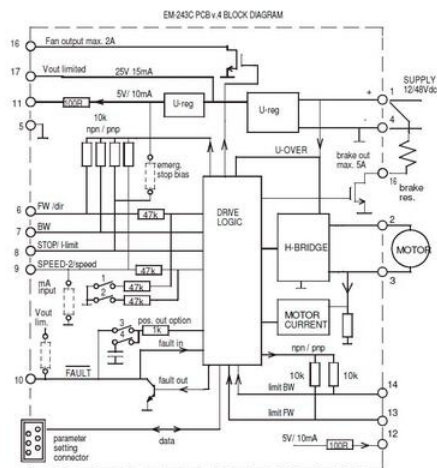 EM-243C PCB v.4 BLOCK DIAGRAM
16 Fan output max. 2A
17 Vout limited 25V 15mA
11 100R 5V/ 10mA U-reg U-reg
+ 1 SUPPLY
12/48Vdc
- 4
5 10k
npn / pnp
U-OVER
emerg.
stop bias
brake out
max. 5A
16
brake
res.
6 FW /dir 47k
7 BW
8 STOP/ I-limit
9 SPEED-2/speed 47k
DRIVE
LOGIC
H-BRIDGE
2
MOTOR
3
mA
input
1 47k
2 47k
Vout
lim.
3 pos. out option
4 1k
MOTOR
CURRENT
fault in
10 FAULT
fault out
npn / pnp
10k 10k
limit BW 14
limit FW 13
12
5V/ 10mA 100R
data
parameter
setting
connector